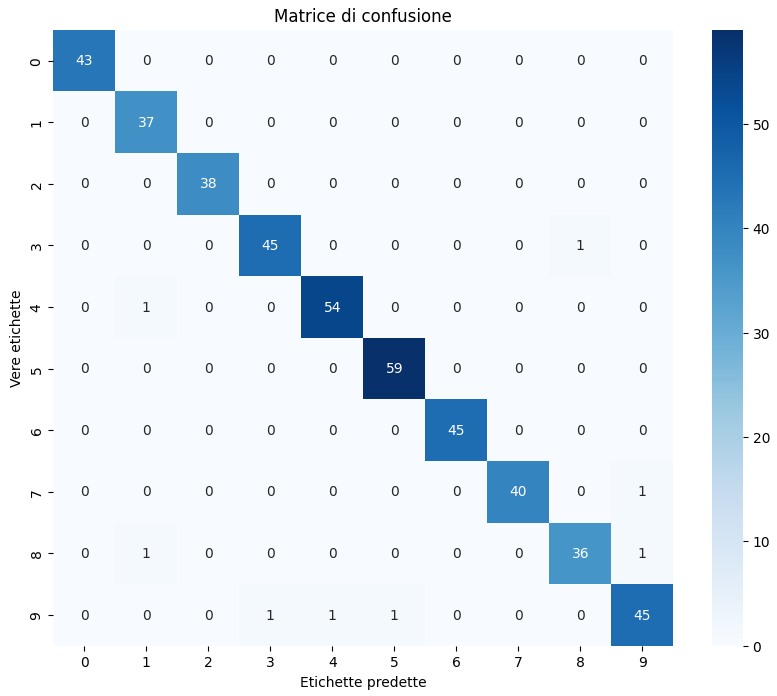 Matrice di confusione
0 43 0 0 0 0 0 0 0 0 0
1 0 37 0 0 0 0 0 0 0 0
2 0 0 38 0 0 0 0 0 0 0
3 0 0 0 45 0 0 0 0 1 0
4 0 1 0 0 54 0 0 0 0 0
5 0 0 0 0 0 59 0 0 0 0
6 0 0 0 0 0 0 45 0 0 0
7 0 0 0 0 0 0 0 40 0 1
8 0 1 0 0 0 0 0 0 36 1
9 0 0 0 1 1 1 0 0 0 45
0 1 2 3 4 5 6 7 8 9
Etichette predette
Vere etichette
50
40
30
20
10
0